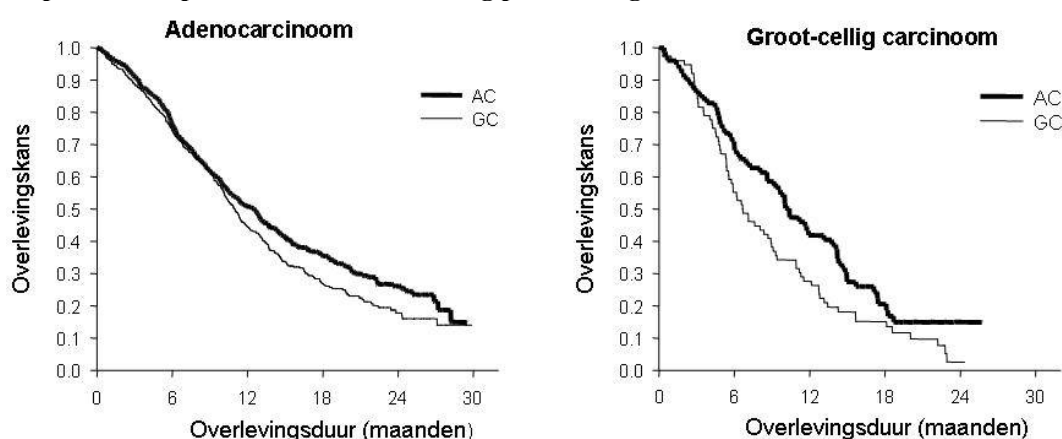 Adenocarcinoom
1.0
0.9
0.8
0.7
0.6
0.5
0.4
0.3
0.2
0.1
0.0
Overlevingskans
AC
GC
0 6 12 18 24 30
Overlevingsduur (maanden)
Groot-cellig carcinoom
1.0
0.9
0.8
0.7
0.6
0.5
0.4
0.3
0.2
0.1
0.0
Overlevingskans
AC
GC
0 6 12 18 24 30
Overlevingsduur (maanden)